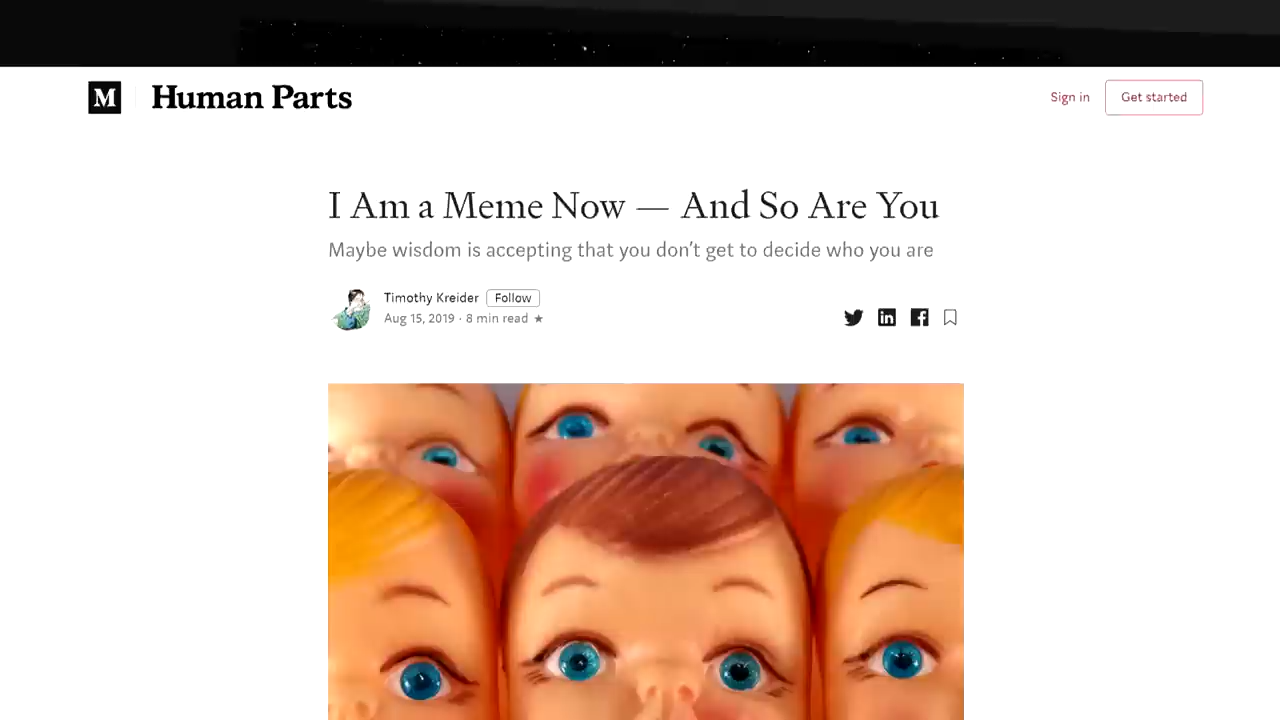 M Human Parts
Sign in
Get started
I Am a Meme Now — And So Are You
Maybe wisdom is accepting that you don’t get to decide who you are
Timothy Kreider Follow
Aug 15, 2019 · 8 min read ★